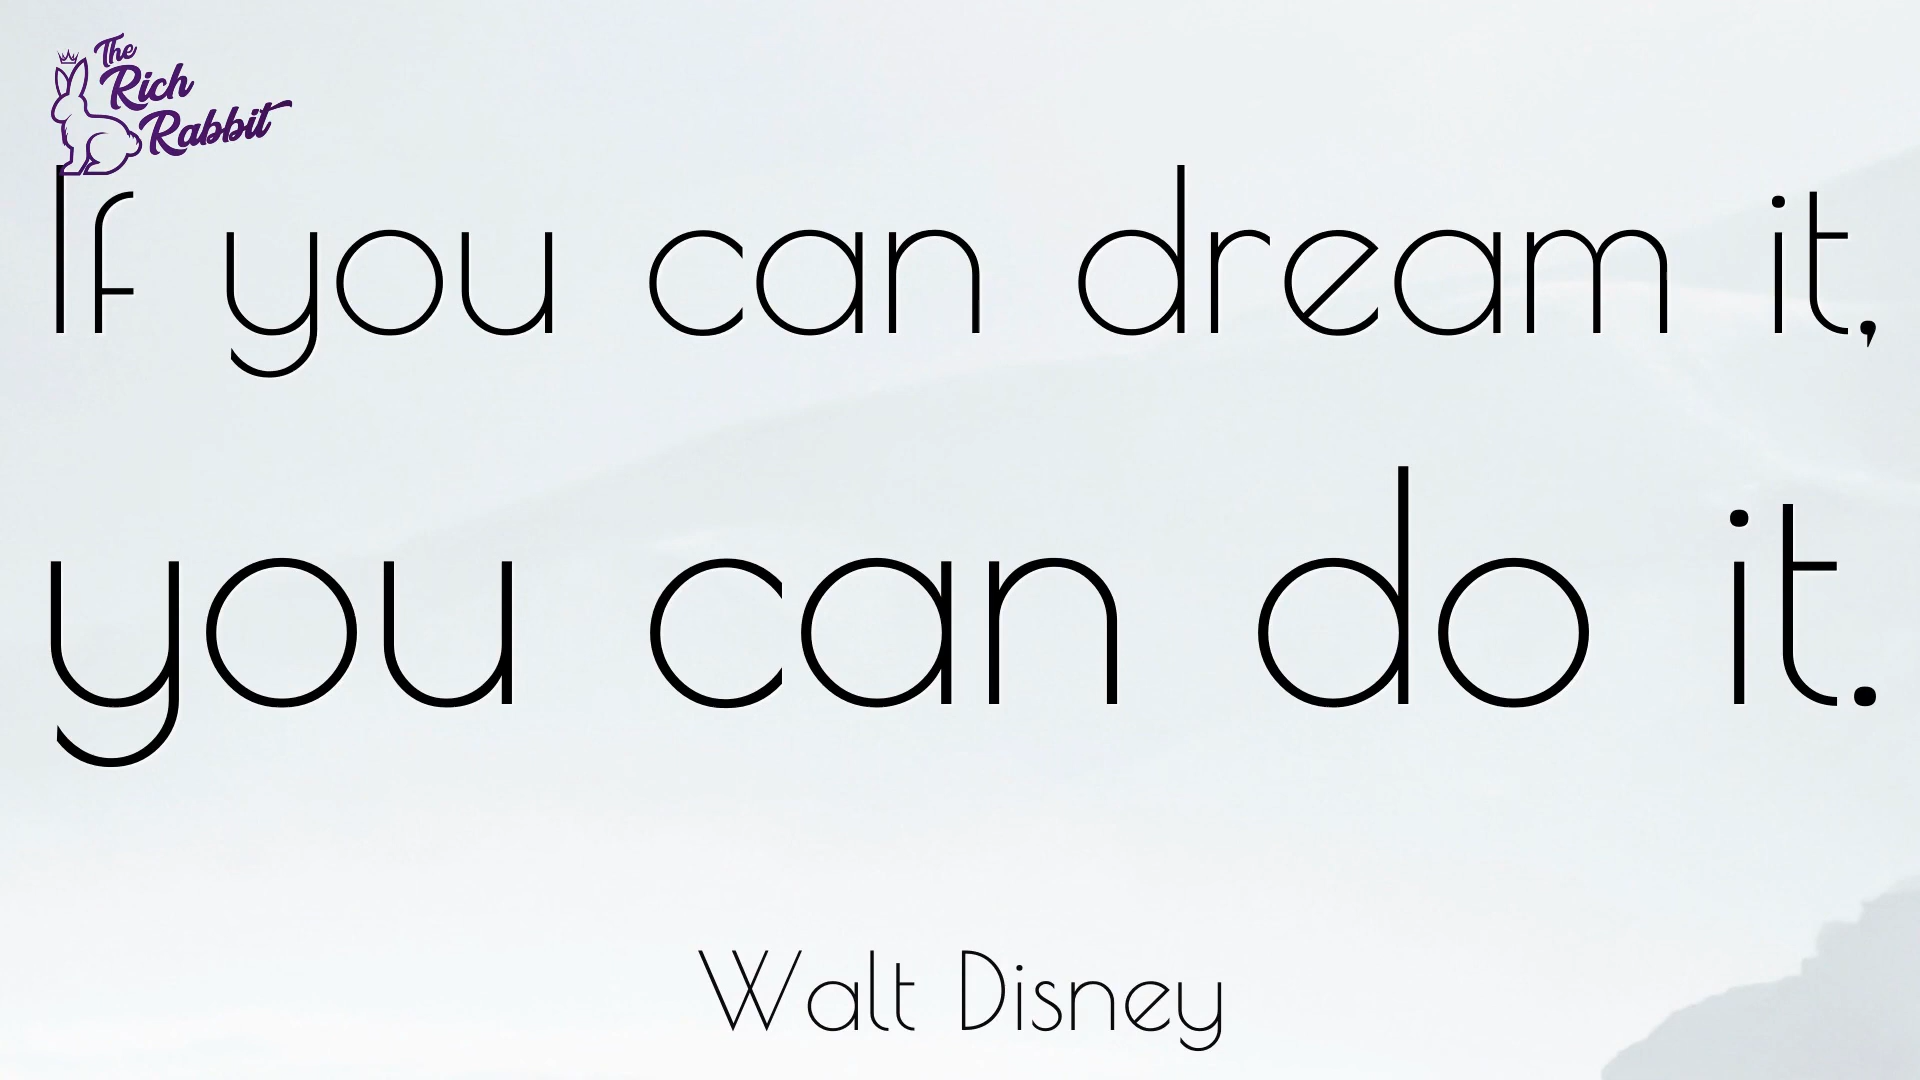 The
Rich
Rabbit
If you can dream it,
you can do it.
Walt Disney